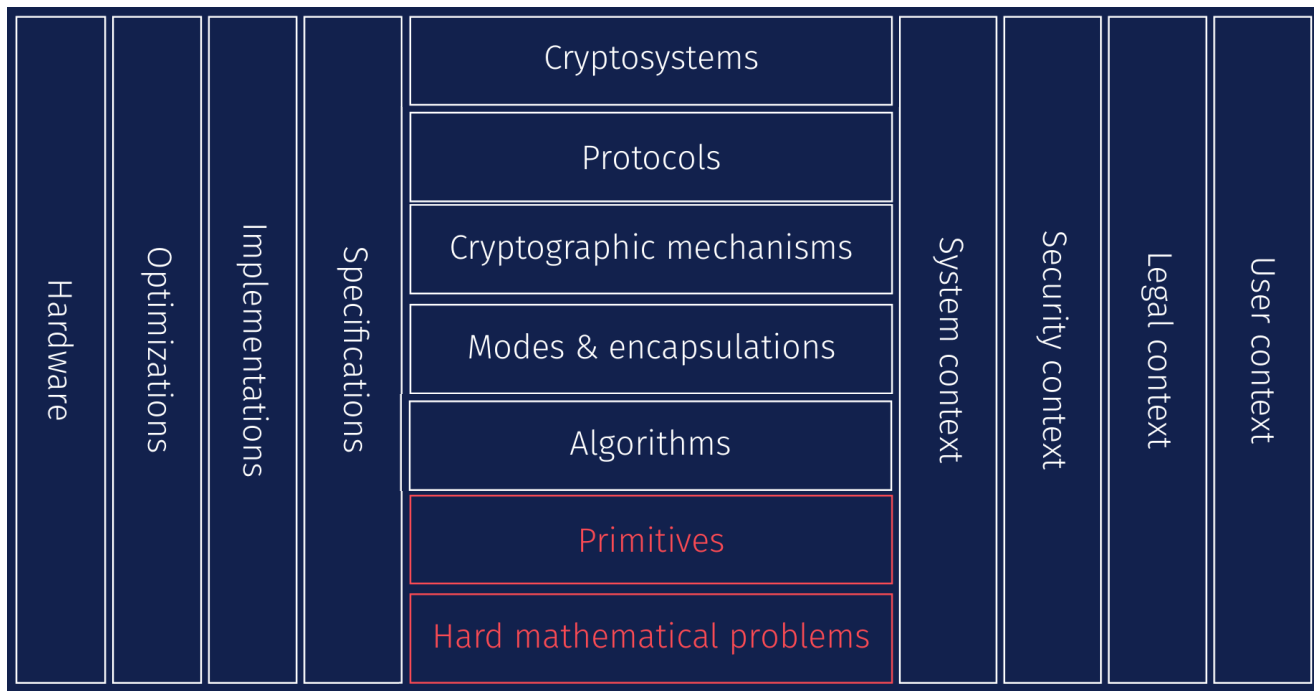 Hardware
Optimizations
Implementations
Specifications
Cryptosystems
Protocols
Cryptographic mechanisms
Modes & encapsulations
Algorithms
Primitives
Hard mathematical problems
System context
Security context
Legal context
User context